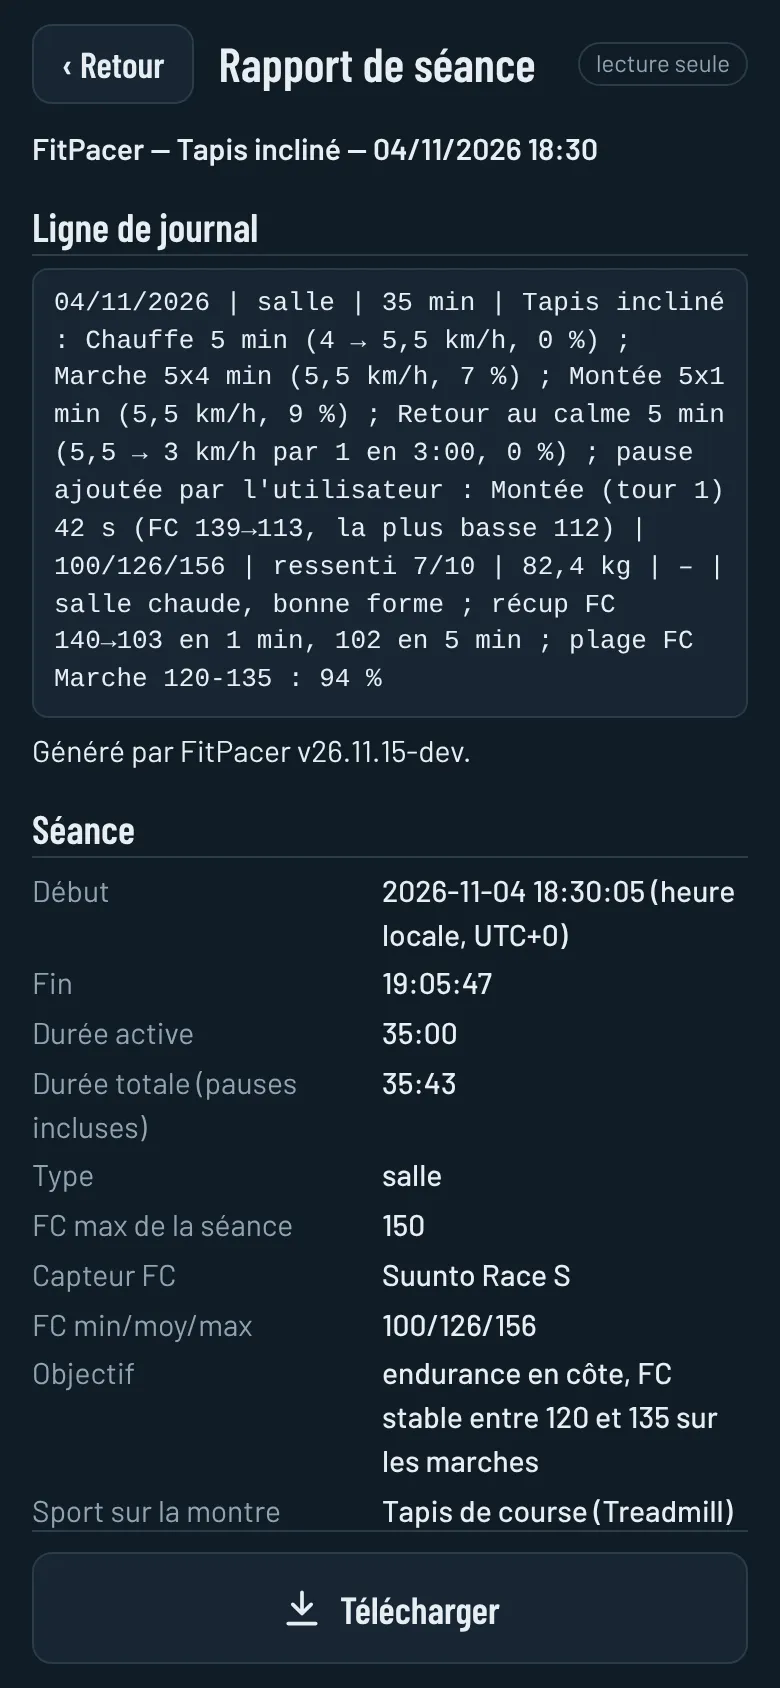 ‹ Retour
Rapport de séance
lecture seule
FitPacer — Tapis incliné — 04/11/2026 18:30
Ligne de journal
04/11/2026 | salle | 35 min | Tapis incliné
: Chauffe 5 min (4 → 5,5 km/h, 0 %) ;
Marche 5x4 min (5,5 km/h, 7 %) ; Montée 5x1
min (5,5 km/h, 9 %) ; Retour au calme 5 min
(5,5 → 3 km/h par 1 en 3:00, 0 %) ; pause
ajoutée par l'utilisateur : Montée (tour 1)
42 s (FC 139→113, la plus basse 112) |
100/126/156 | ressenti 7/10 | 82,4 kg | – |
salle chaude, bonne forme ; récup FC
140→103 en 1 min, 102 en 5 min ; plage FC
Marche 120-135 : 94 %
Généré par FitPacer v26.11.15-dev.
Séance
Début
2026-11-04 18:30:05 (heure
locale, UTC+0)
Fin
19:05:47
Durée active
35:00
Durée totale (pauses
incluses)
35:43
Type
salle
FC max de la séance
150
Capteur FC
Suunto Race S
FC min/moy/max
100/126/156
Objectif
endurance en côte, FC
stable entre 120 et 135 sur
les marches
Sport sur la montre
Tapis de course (Treadmill)
Télécharger